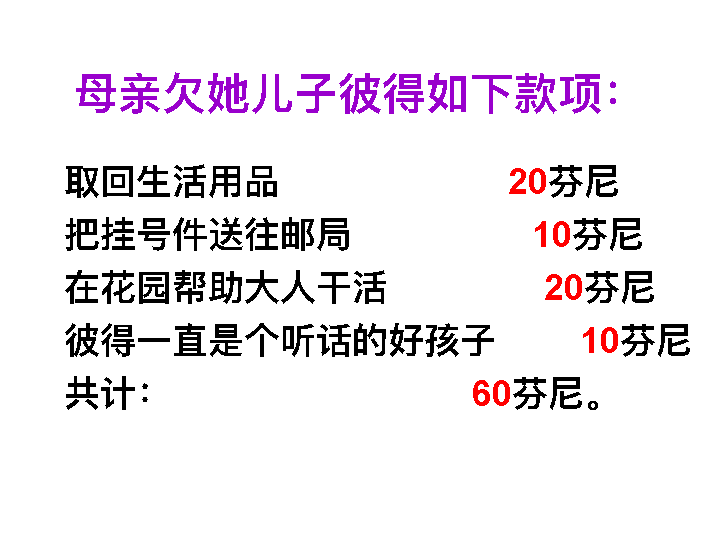 母亲欠她儿子彼得如下款项：
取回生活用品 20芬尼
把挂号件送往邮局 10芬尼
在花园帮助大人干活 20芬尼
彼得一直是个听话的好孩子 10芬尼
共计： 60芬尼。